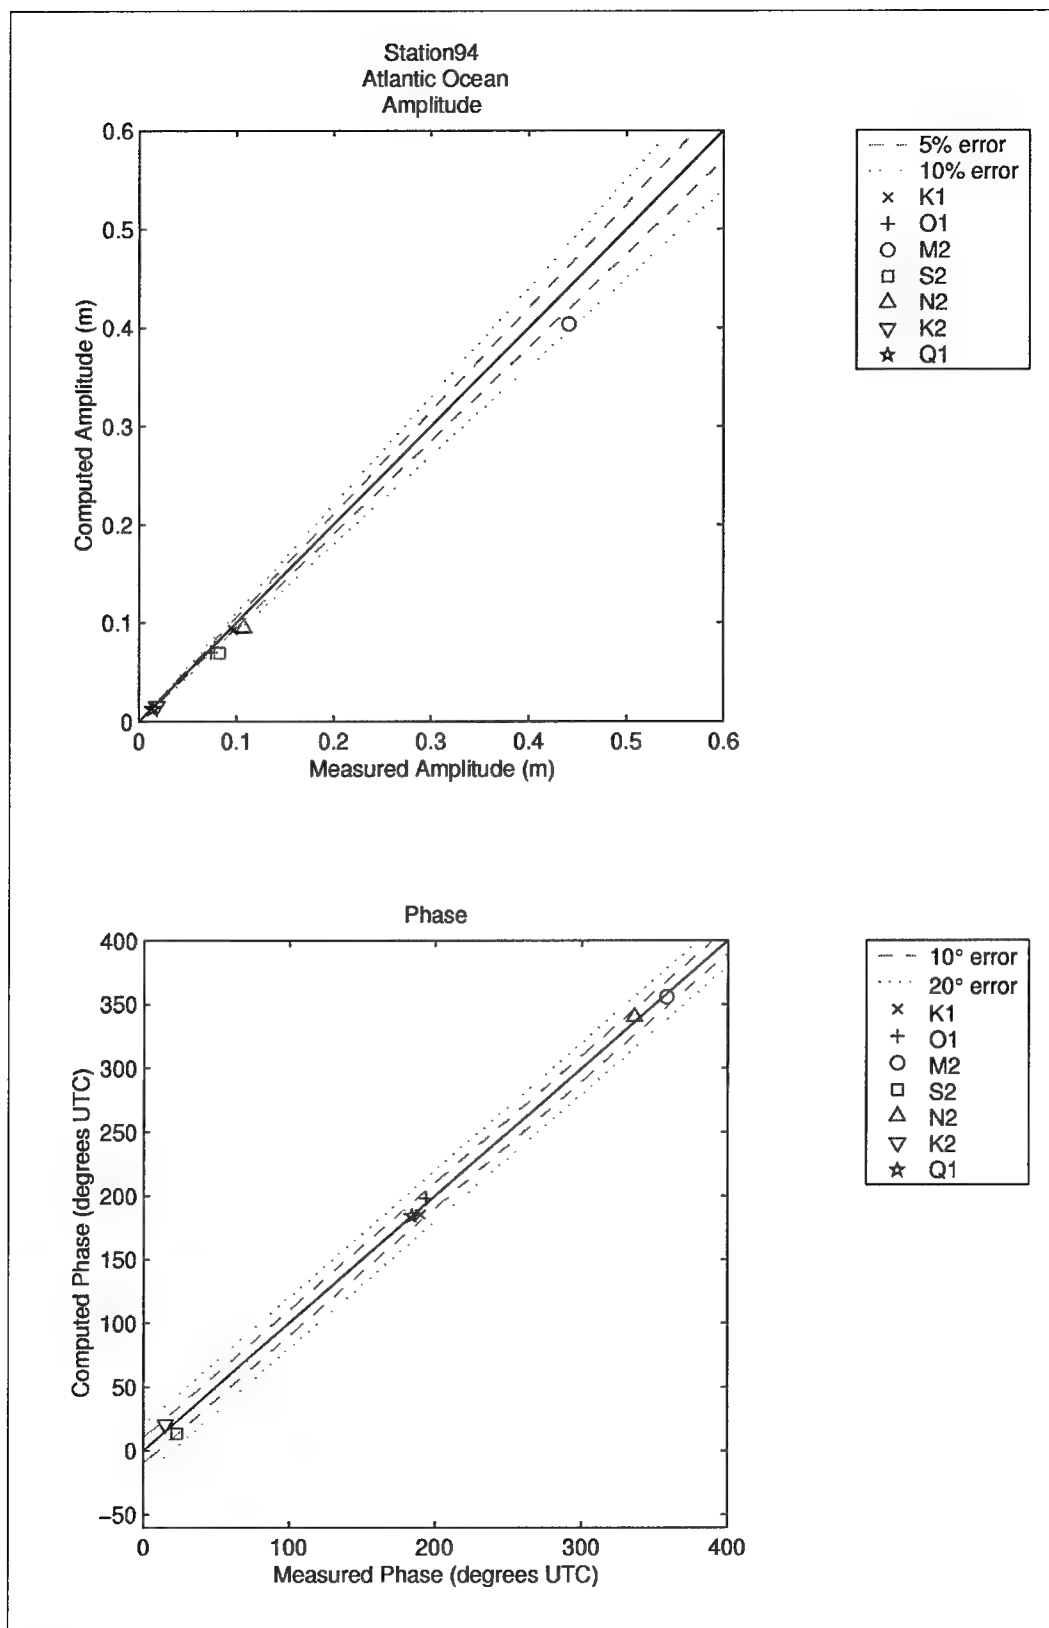 Station94
Atlantic Ocean
Amplitude
0.6
0.5
0.4
0.3
0.2
0.1
0
Computed Amplitude (m)
0 0.1 0.2 0.3 0.4 0.5 0.6
Measured Amplitude (m)
5% error
10% error
K1
O1
M2
S2
N2
K2
Q1
Phase
400
350
300
250
200
150
100
50
0
−50
Computed Phase (degrees UTC)
0 100 200 300 400
Measured Phase (degrees UTC)
10° error
20° error
K1
O1
M2
S2
N2
K2
Q1